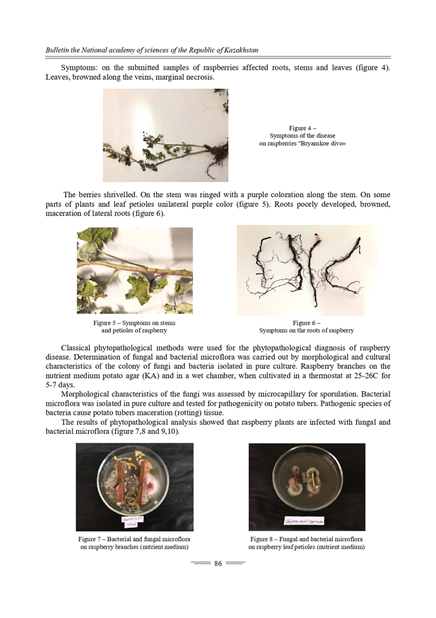 Bulletin the National academy of sciences of the Republic of Kazakhstan
Symptoms: on the submitted samples of raspberries affected roots, stems and leaves (figure 4).
Leaves, browned along the veins, marginal necrosis.
Figure 4 –
Symptoms of the disease
on raspberries "Bryanskoe divo»
The berries shrivelled. On the stem was ringed with a purple coloration along the stem. On some
parts of plants and leaf petioles unilateral purple color (figure 5). Roots poorly developed, browned,
maceration of lateral roots (figure 6).
Figure 5 – Symptoms on stems
and petioles of raspberry
Figure 6 –
Symptoms on the roots of raspberry
Classical phytopathological methods were used for the phytopathological diagnosis of raspberry
disease. Determination of fungal and bacterial microflora was carried out by morphological and cultural
characteristics of the colony of fungi and bacteria isolated in pure culture. Raspberry branches on the
nutrient medium potato agar (KA) and in a wet chamber, when cultivated in a thermostat at 25-26C for
5-7 days.
Morphological characteristics of the fungi was assessed by microcapillary for sporulation. Bacterial
microflora was isolated in pure culture and tested for pathogenicity on potato tubers. Pathogenic species of
bacteria cause potato tubers maceration (rotting) tissue.
The results of phytopathological analysis showed that raspberry plants are infected with fungal and
bacterial microflora (figure 7,8 and 9,10).
Figure 7 – Bacterial and fungal microflora
on raspberry branches (nutrient medium)
Figure 8 – Fungal and bacterial microflora
on raspberry leaf petioles (nutrient medium)
86